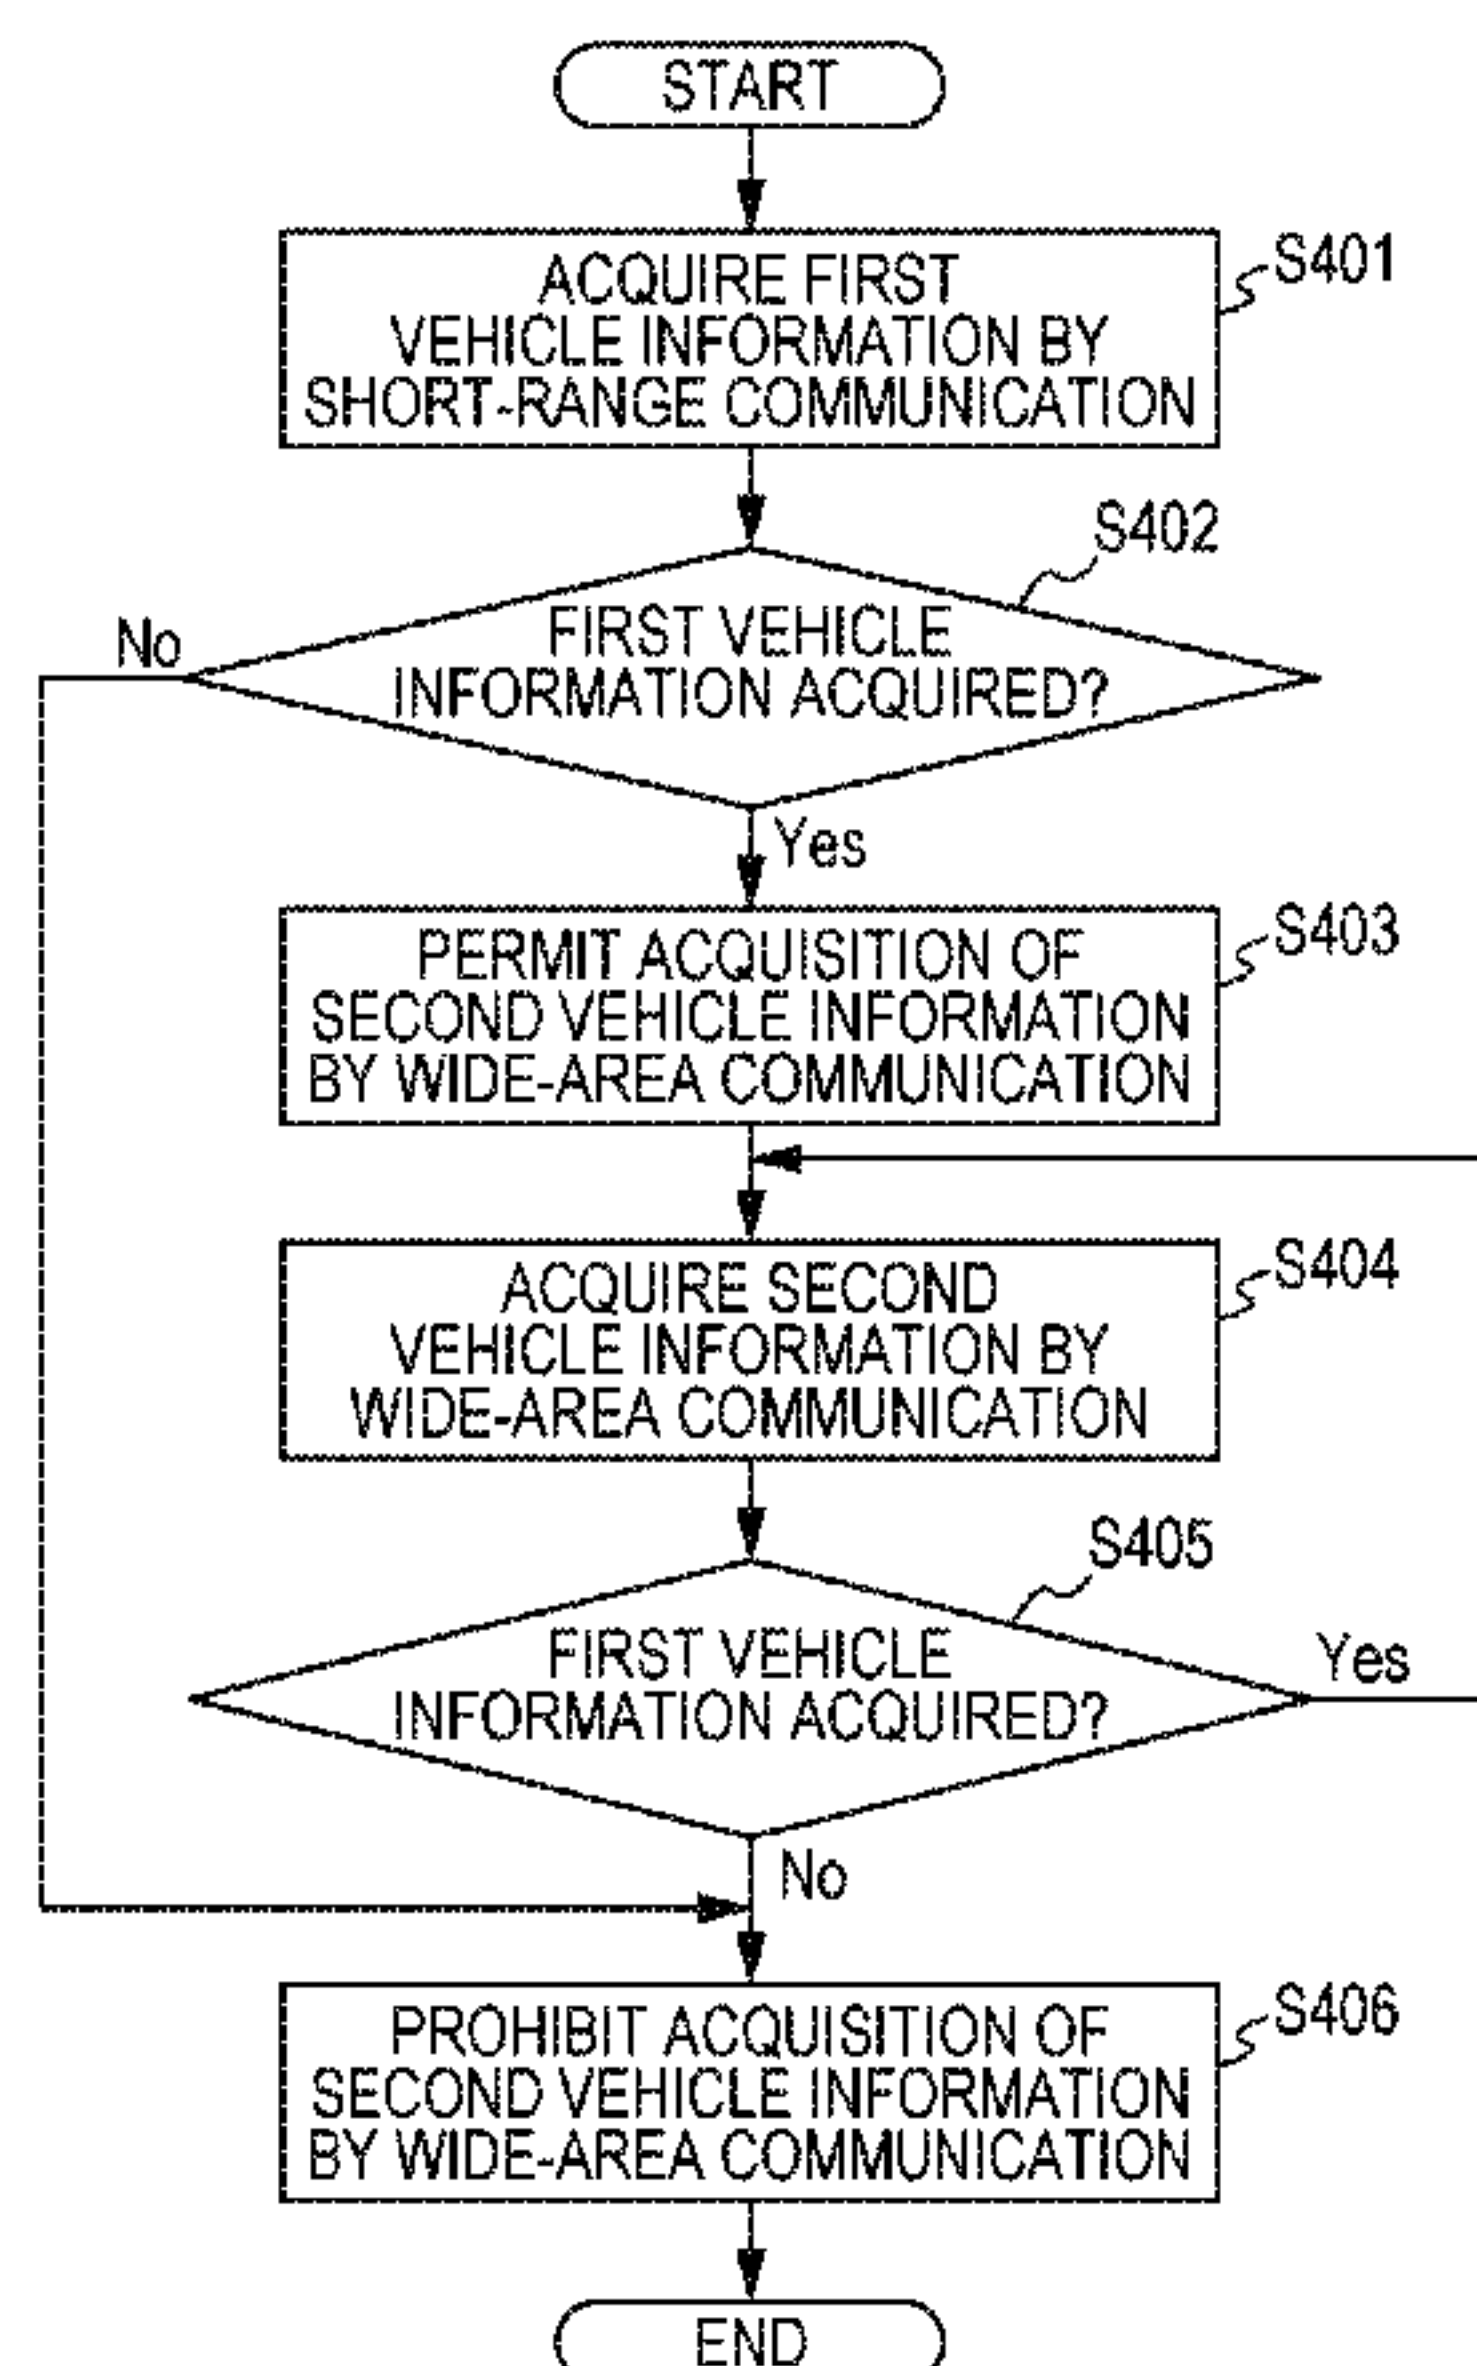 START
ACQUIRE FIRST
VEHICLE INFORMATION BY
SHORT-RANGE COMMUNICATION
S401
S402
FIRST VEHICLE
INFORMATION ACQUIRED?
No
Yes
PERMIT ACQUISITION OF
SECOND VEHICLE INFORMATION
BY WIDE-AREA COMMUNICATION
S403
ACQUIRE SECOND
VEHICLE INFORMATION BY
WIDE-AREA COMMUNICATION
S404
S405
FIRST VEHICLE
INFORMATION ACQUIRED?
Yes
No
PROHIBIT ACQUISITION OF
SECOND VEHICLE INFORMATION
BY WIDE-AREA COMMUNICATION
S406
END